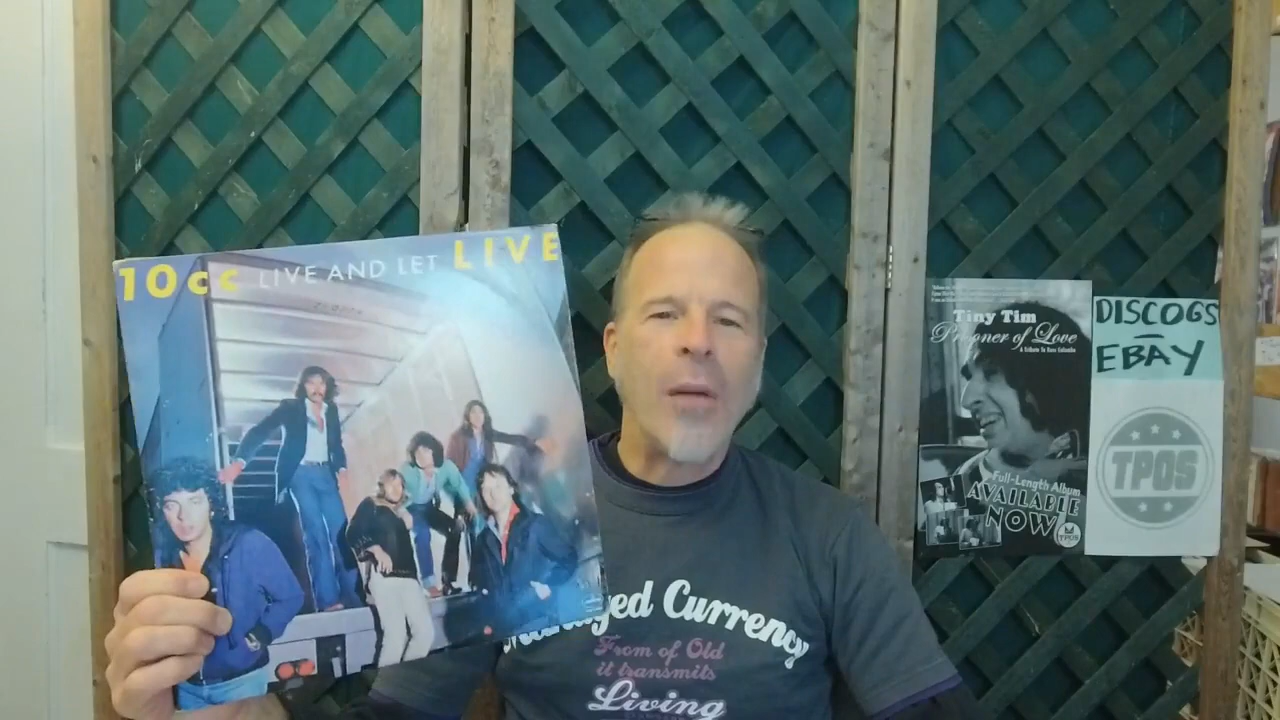 10cc LIVE AND LET LIVE
Tiny Tim
Prisoner of Love
A Tribute To Russ Columbo
Full-Length Album
AVAILABLE
NOW
TPOS
DISCOGS
EBAY
TPOS
Currency
From of Old
it transmits
Living